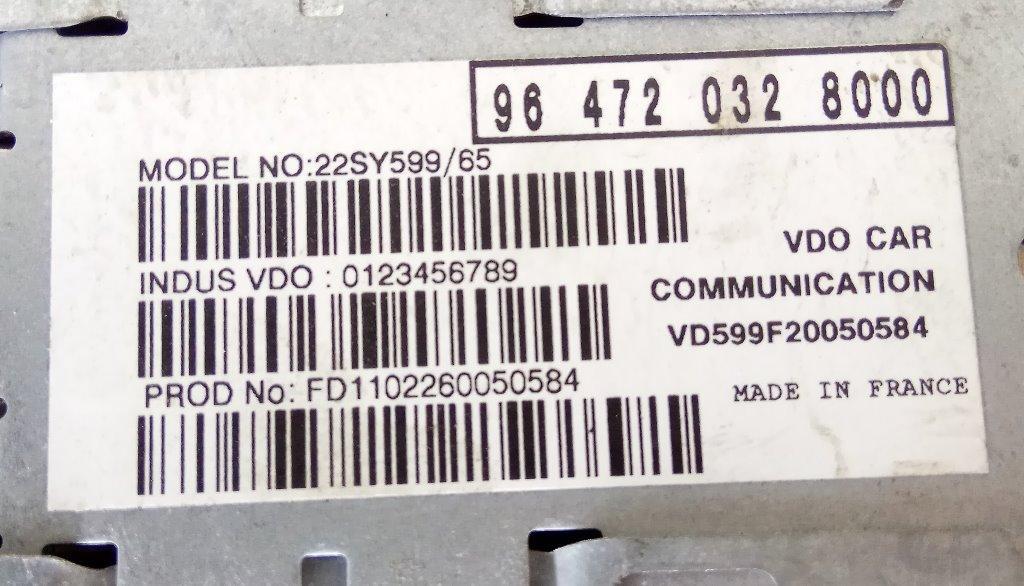 96 472 032 8000
MODEL NO:22SY599/65
INDUS VDO : 0123456789
PROD No: FD1102260050584
VDO CAR
COMMUNICATION
VD599F20050584
MADE IN FRANCE